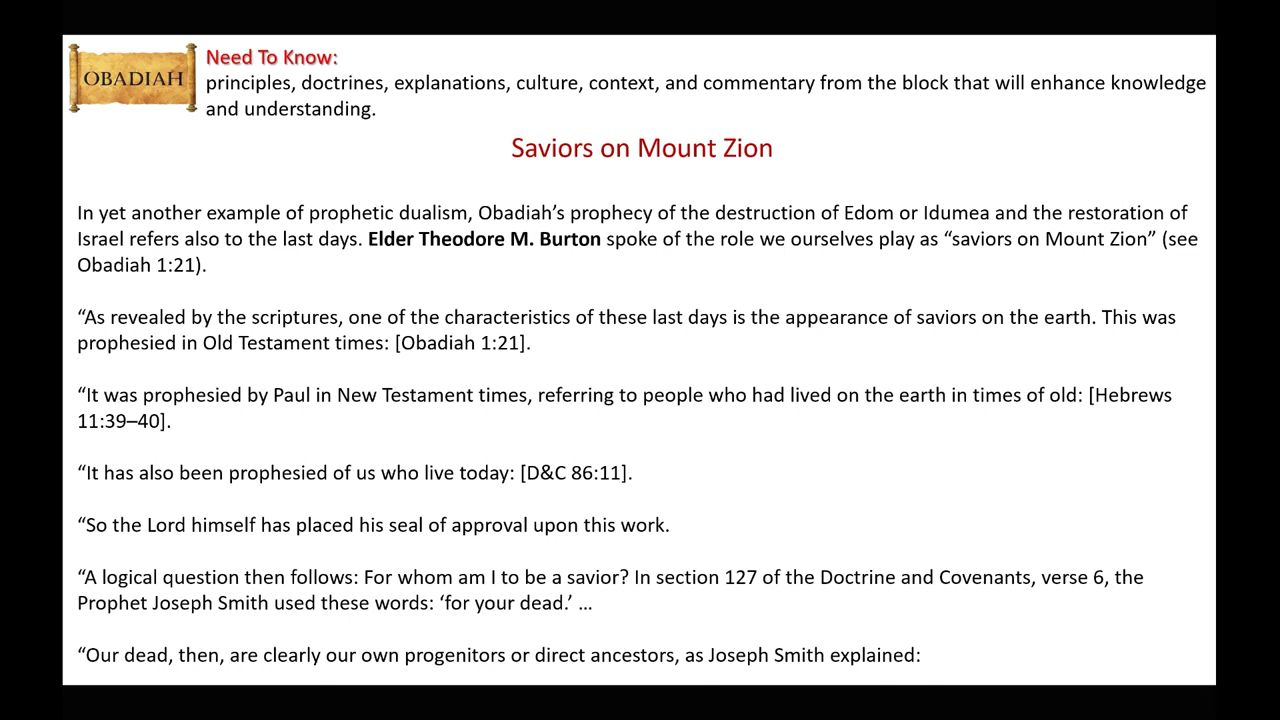 OBADIAH
Need To Know:
principles, doctrines, explanations, culture, context, and commentary from the block that will enhance knowledge
and understanding.
Saviors on Mount Zion
In yet another example of prophetic dualism, Obadiah’s prophecy of the destruction of Edom or Idumea and the restoration of
Israel refers also to the last days. Elder Theodore M. Burton spoke of the role we ourselves play as “saviors on Mount Zion” (see
Obadiah 1:21).
“As revealed by the scriptures, one of the characteristics of these last days is the appearance of saviors on the earth. This was
prophesied in Old Testament times: [Obadiah 1:21].
“It was prophesied by Paul in New Testament times, referring to people who had lived on the earth in times of old: [Hebrews
11:39–40].
“It has also been prophesied of us who live today: [D&C 86:11].
“So the Lord himself has placed his seal of approval upon this work.
“A logical question then follows: For whom am I to be a savior? In section 127 of the Doctrine and Covenants, verse 6, the
Prophet Joseph Smith used these words: ‘for your dead.’ …
“Our dead, then, are clearly our own progenitors or direct ancestors, as Joseph Smith explained: